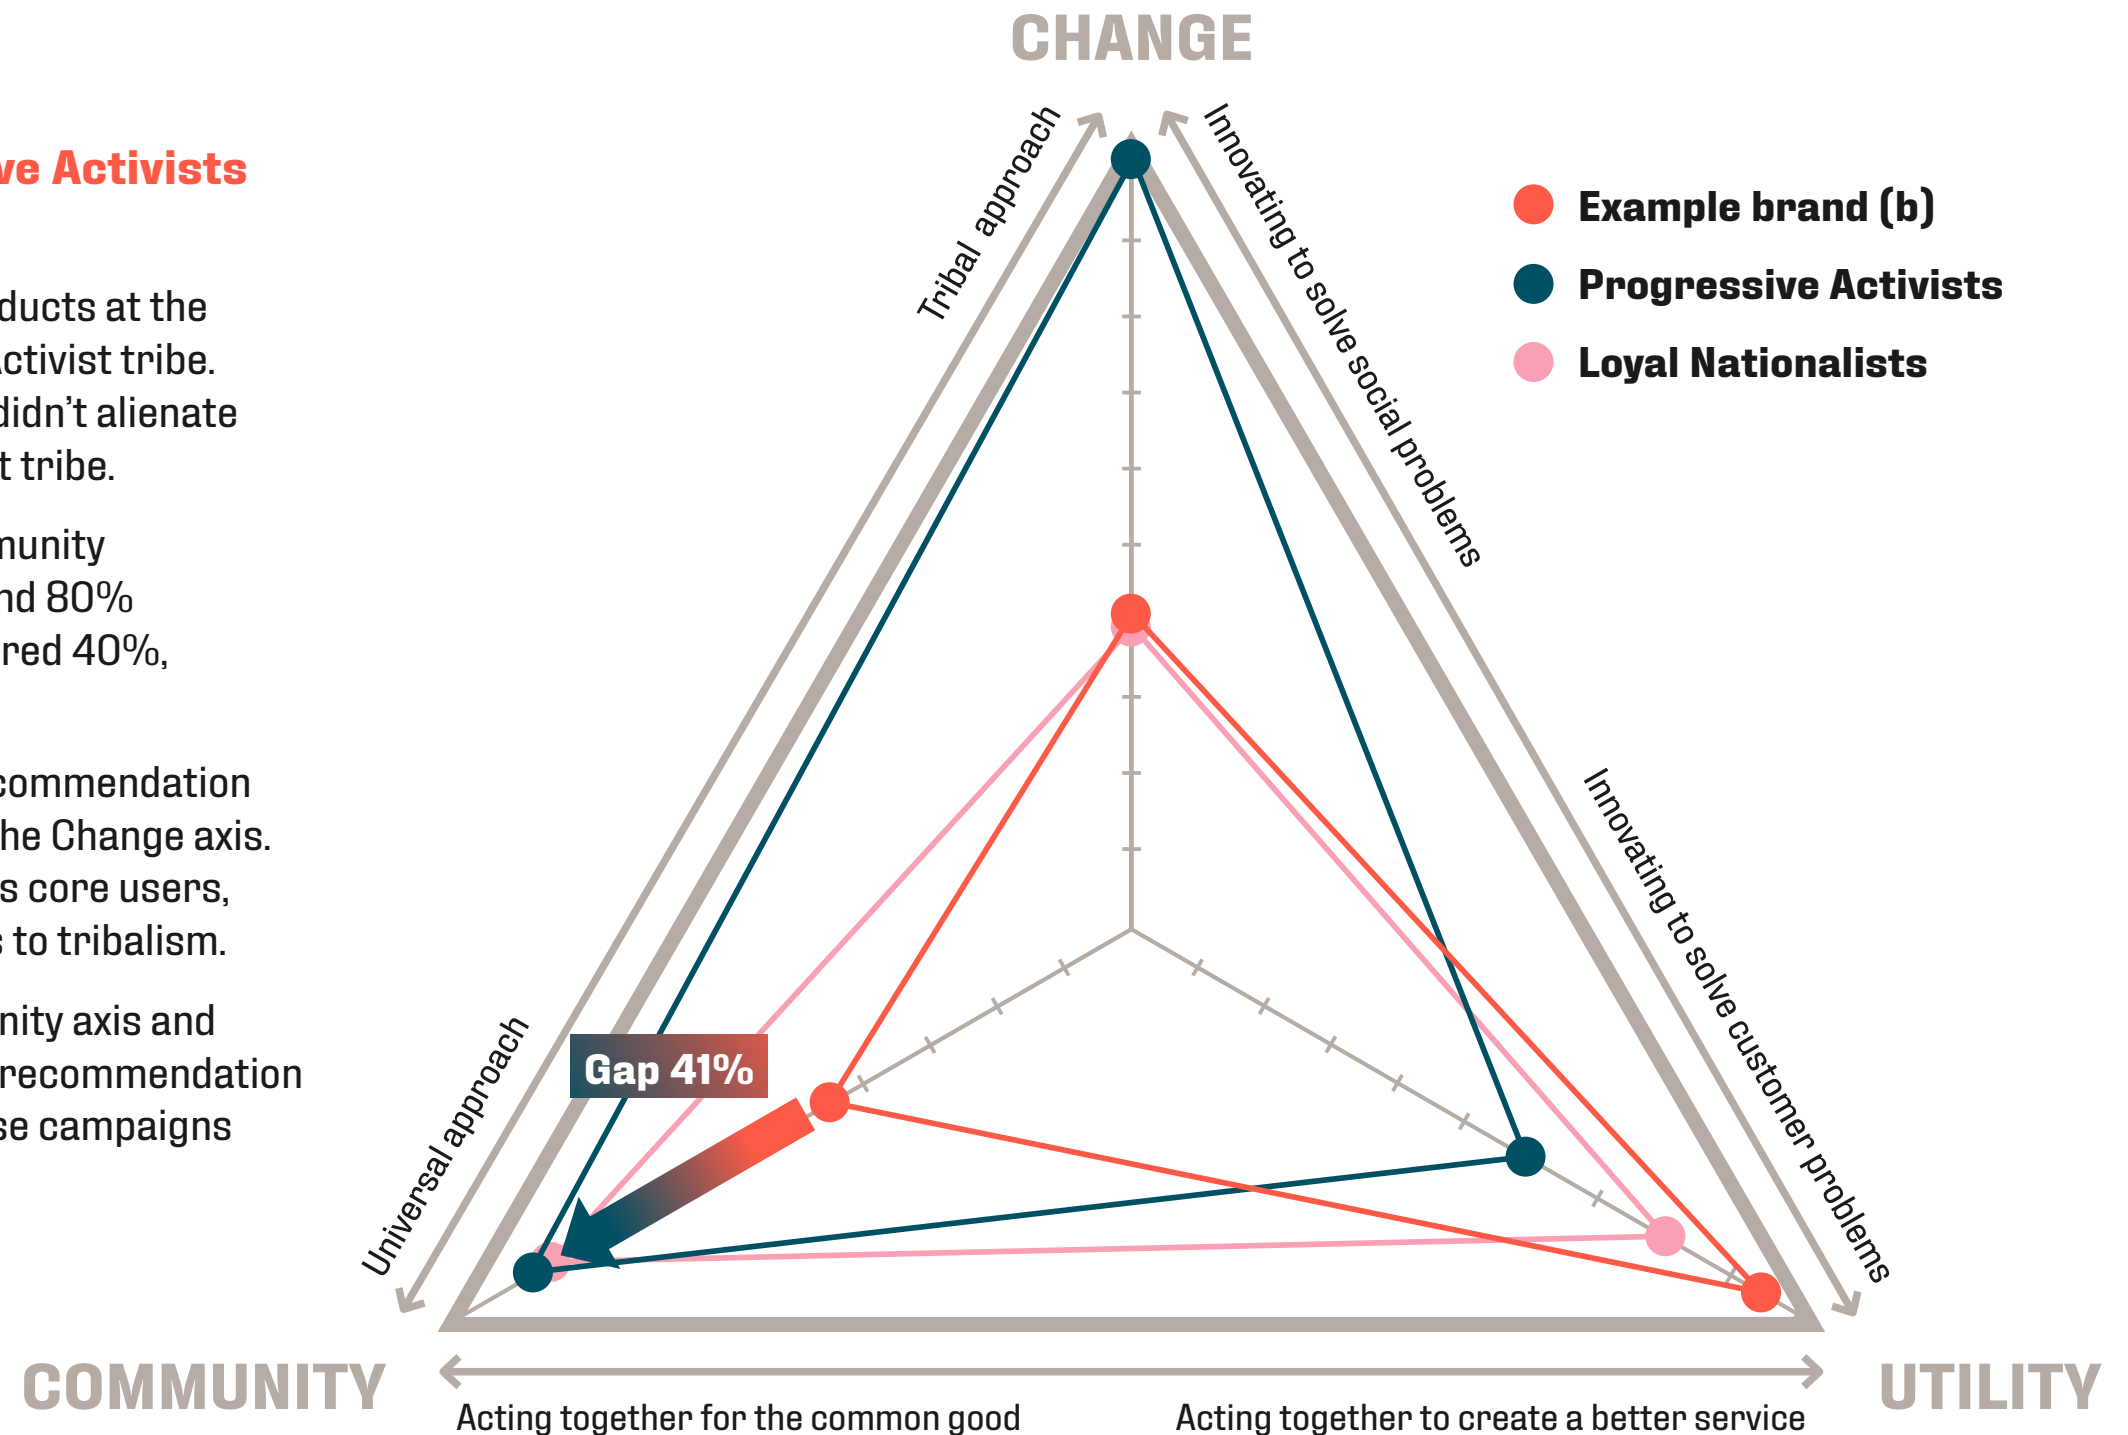 CHANGE
ve Activists
ducts at the
ctivist tribe.
didn't alienate
t tribe.
munity
nd 80%
red 40%,
commendation
he Change axis.
s core users,
s to tribalism.
nity axis and
recommendation
se campaigns
Tribal approach
Universal approach
Innovating to solve social problems
Innovating to solve customer problems
Example brand (b)
Progressive Activists
Loyal Nationalists
Gap 41%
COMMUNITY
UTILITY
Acting together for the common good
Acting together to create a better service